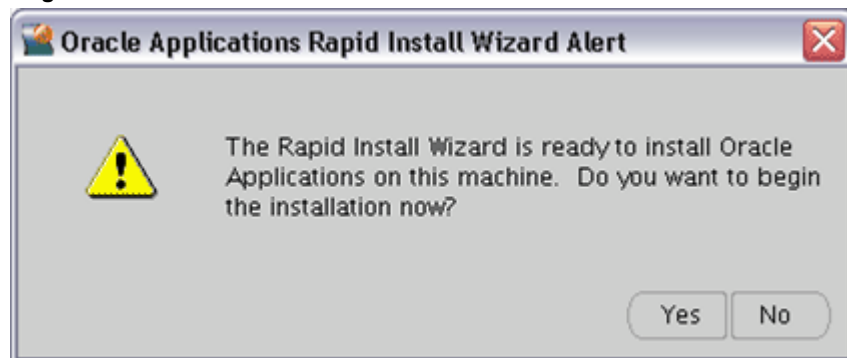 Oracle Applications Rapid Install Wizard Alert
The Rapid Install Wizard is ready to install Oracle
Applications on this machine. Do you want to begin
the installation now?
Yes No